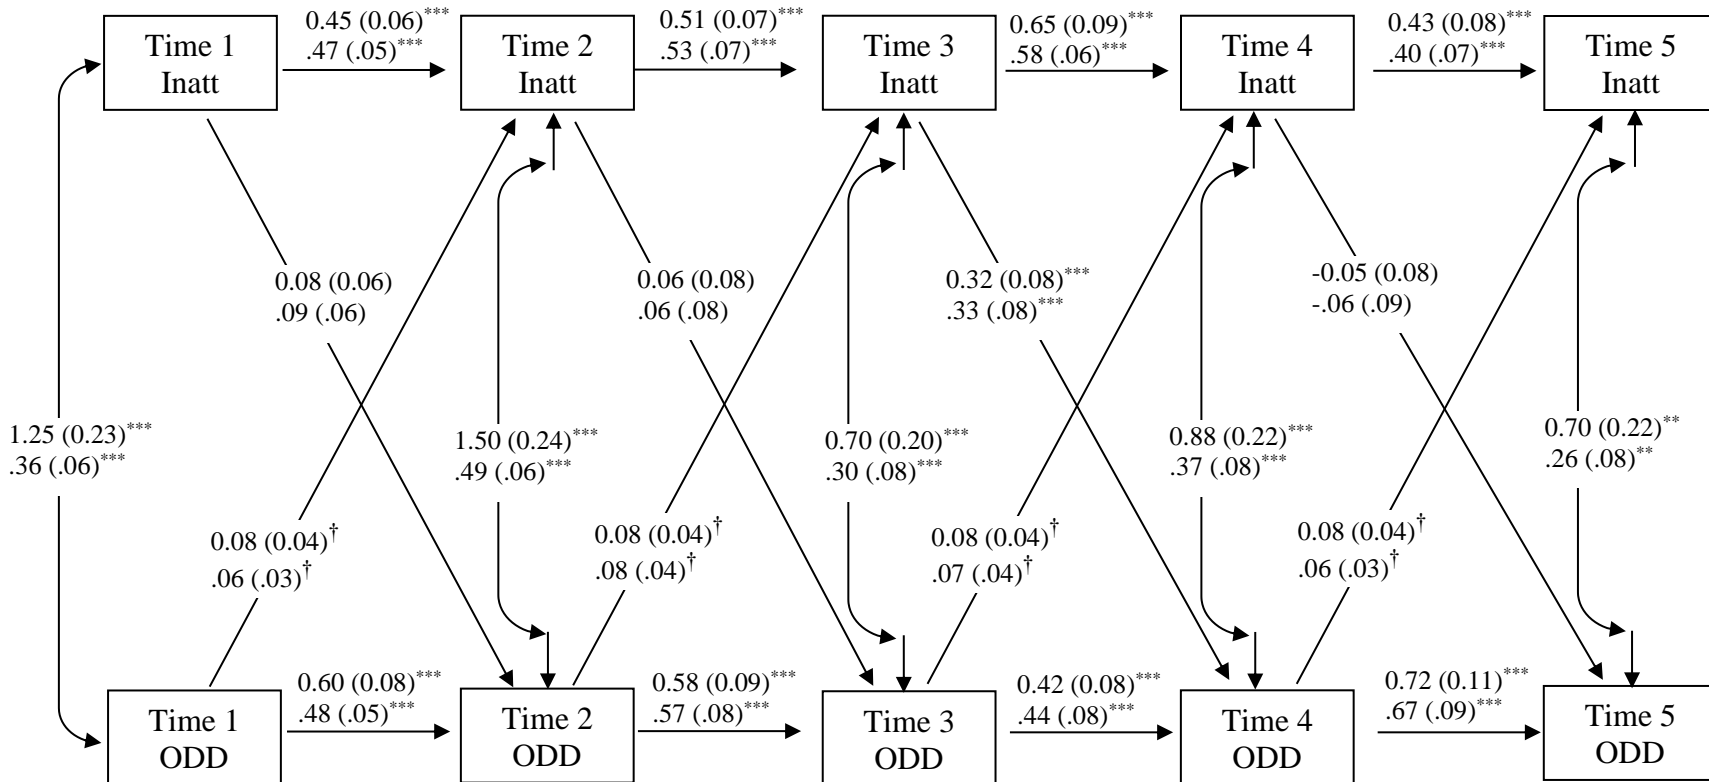 0.45 (0.06)***
.47 (.05)***
0.51 (0.07)***
.53 (.07)***
0.65 (0.09)***
.58 (.06)***
0.43 (0.08)***
.40 (.07)***
Time 1
Inatt
Time 2
Inatt
Time 3
Inatt
Time 4
Inatt
Time 5
Inatt
0.08 (0.06)
.09 (.06)
0.06 (0.08)
.06 (.08)
0.32 (0.08)***
.33 (.08)***
-0.05 (0.08)
-.06 (.09)
1.25 (0.23)***
.36 (.06)***
1.50 (0.24)***
.49 (.06)***
0.70 (0.20)***
.30 (.08)***
0.88 (0.22)***
.37 (.08)***
0.70 (0.22)**
.26 (.08)**
0.08 (0.04)†
.06 (.03)†
0.08 (0.04)†
.08 (.04)†
0.08 (0.04)†
.07 (.04)†
0.08 (0.04)†
.06 (.03)†
0.60 (0.08)***
.48 (.05)***
0.58 (0.09)***
.57 (.08)***
0.42 (0.08)***
.44 (.08)***
0.72 (0.11)***
.67 (.09)***
Time 1
ODD
Time 2
ODD
Time 3
ODD
Time 4
ODD
Time 5
ODD